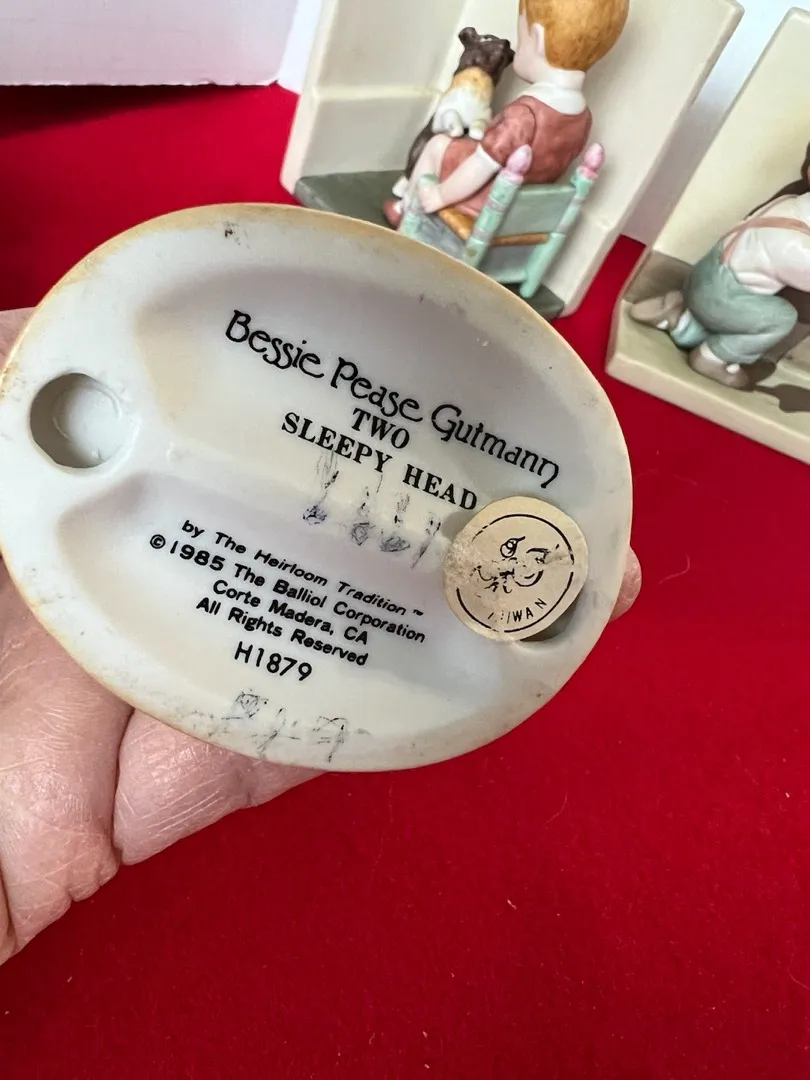 Bessie Pease Gutmann
TWO
SLEEPY HEAD
by The Heirloom Tradition ™
© 1985 The Balliol Corporation
Corte Madera, CA
All Rights Reserved
H1879